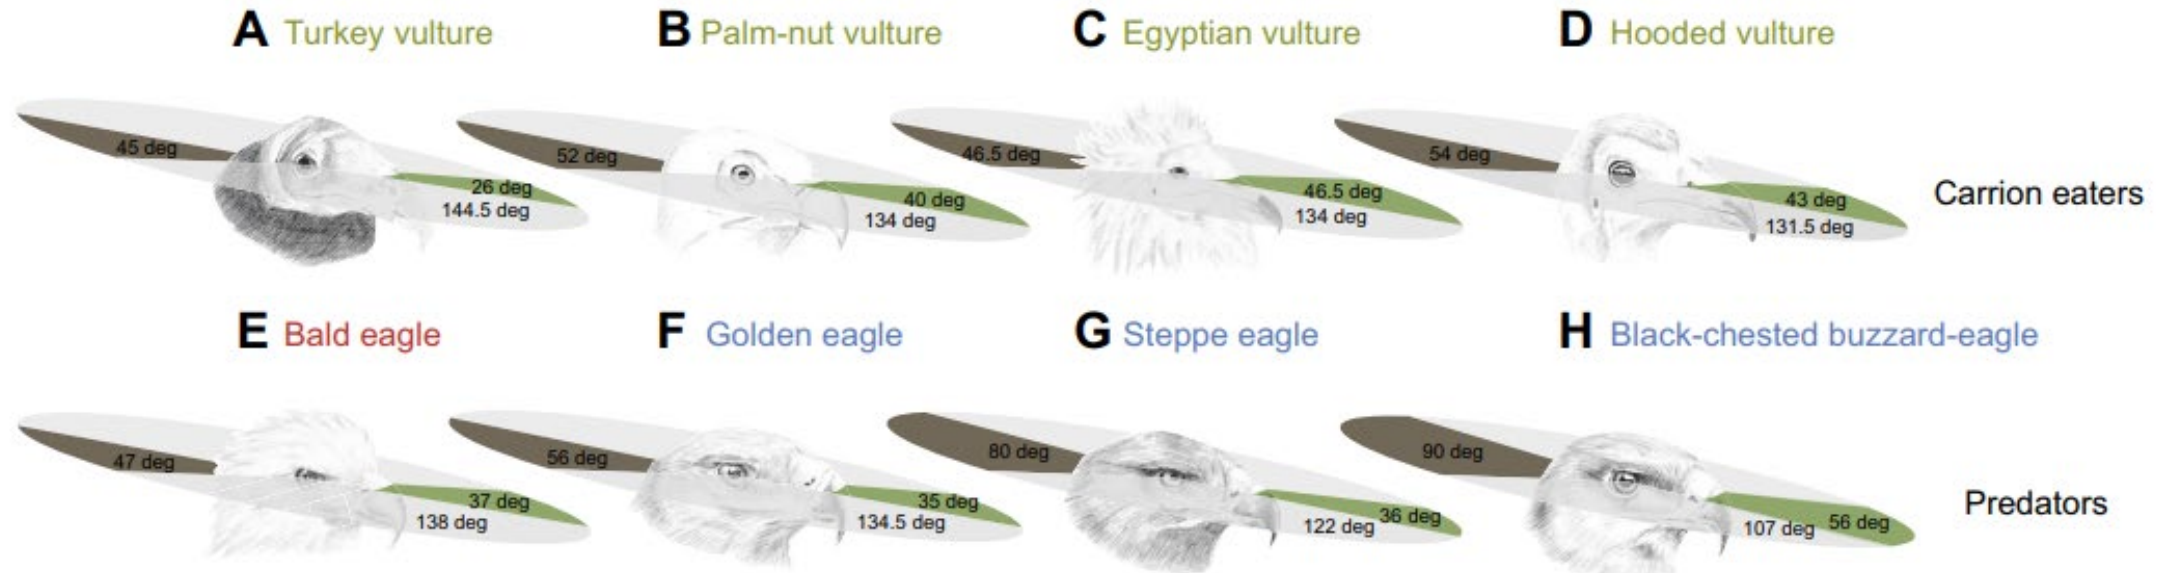 A Turkey vulture
B Palm-nut vulture
C Egyptian vulture
D Hooded vulture
45 deg
26 deg
144.5 deg
52 deg
40 deg
134 deg
46.5 deg
46.5 deg
134 deg
54 deg
43 deg
131.5 deg
Carrion eaters
E Bald eagle
F Golden eagle
G Steppe eagle
H Black-chested buzzard-eagle
47 deg
37 deg
138 deg
56 deg
35 deg
134.5 deg
80 deg
36 deg
122 deg
90 deg
56 deg
107 deg
Predators